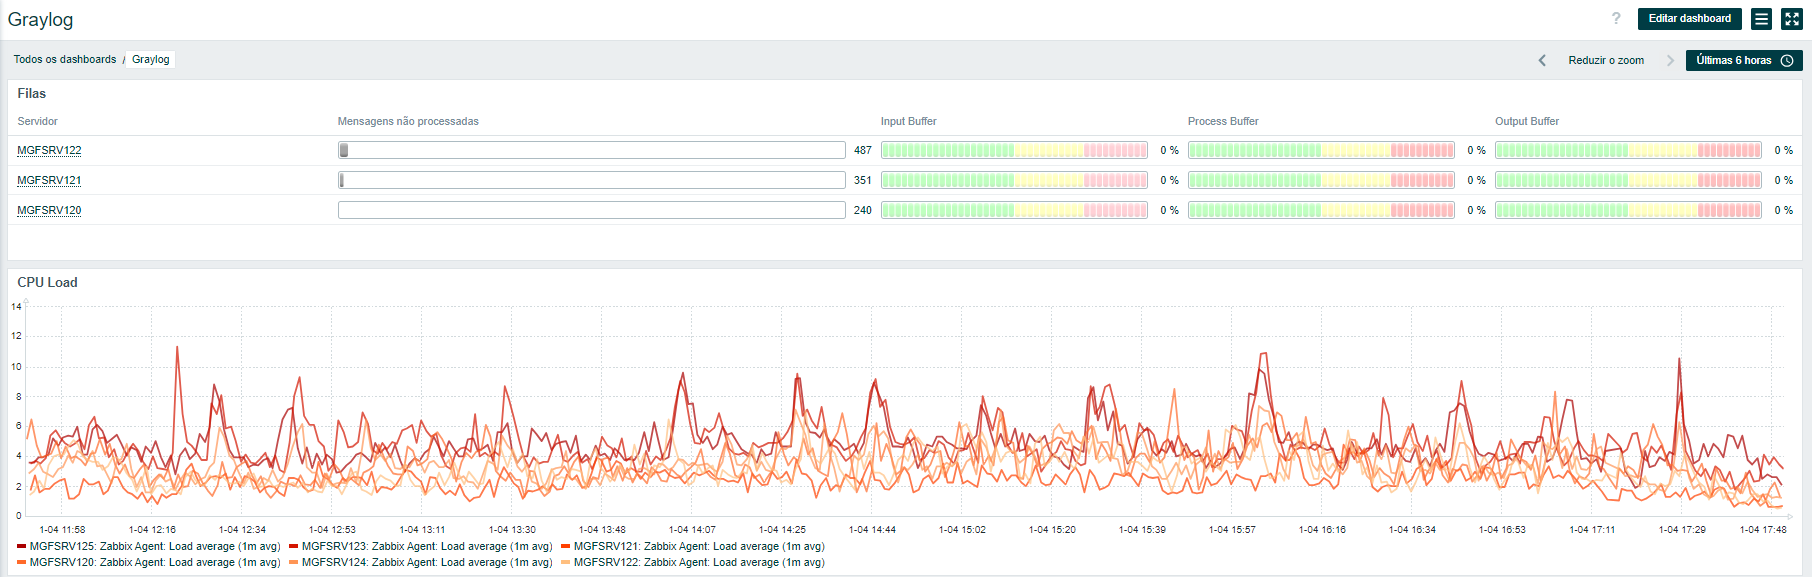 Graylog
? Editar dashboard
Todos os dashboards / Graylog
Reduzir o zoom
Últimas 6 horas
Filas
Servidor Mensagens não processadas Input Buffer Process Buffer Output Buffer
MGFSRV122 487 0 % 0 % 0 %
MGFSRV121 351 0 % 0 % 0 %
MGFSRV120 240 0 % 0 % 0 %
CPU Load
14
12
10
8
6
4
2
0
1-04 11:58 1-04 12:16 1-04 12:34 1-04 12:53 1-04 13:11 1-04 13:30 1-04 13:48 1-04 14:07 1-04 14:25 1-04 14:44 1-04 15:02 1-04 15:20 1-04 15:39 1-04 15:57 1-04 16:16 1-04 16:34 1-04 16:53 1-04 17:11 1-04 17:29 1-04 17:48
MGFSRV125: Zabbix Agent: Load average (1m avg) MGFSRV123: Zabbix Agent: Load average (1m avg) MGFSRV121: Zabbix Agent: Load average (1m avg)
MGFSRV120: Zabbix Agent: Load average (1m avg) MGFSRV124: Zabbix Agent: Load average (1m avg) MGFSRV122: Zabbix Agent: Load average (1m avg)